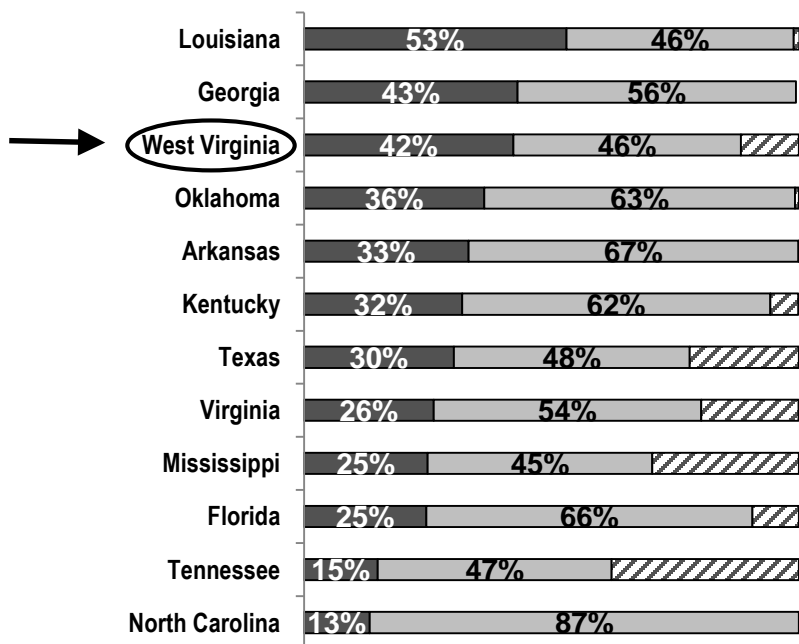 Louisiana 53% 46%
Georgia 43% 56%
West Virginia 42% 46%
Oklahoma 36% 63%
Arkansas 33% 67%
Kentucky 32% 62%
Texas 30% 48%
Virginia 26% 54%
Mississippi 25% 45%
Florida 25% 66%
Tennessee 15% 47%
North Carolina 13% 87%